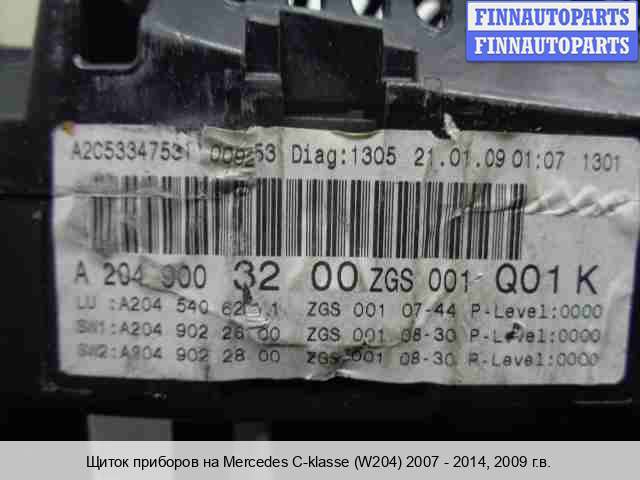 FINNAUTOPARTS
FINNAUTOPARTS
A2C53347531 Diag:1305 21.01.09 01:07 1301
A 204 900 32 00 ZGS 001 Q01 K
LU :A204 540 ZGS 001 07-44 P-Level:0000
SW1:A204 902 26 00 ZGS 001 08-30 P-Level:0000
SW2:A204 902 28 00 ZGS 001 08-30 P-Level:0000
Щиток приборов на Mercedes C-klasse (W204) 2007 - 2014, 2009 г.в.